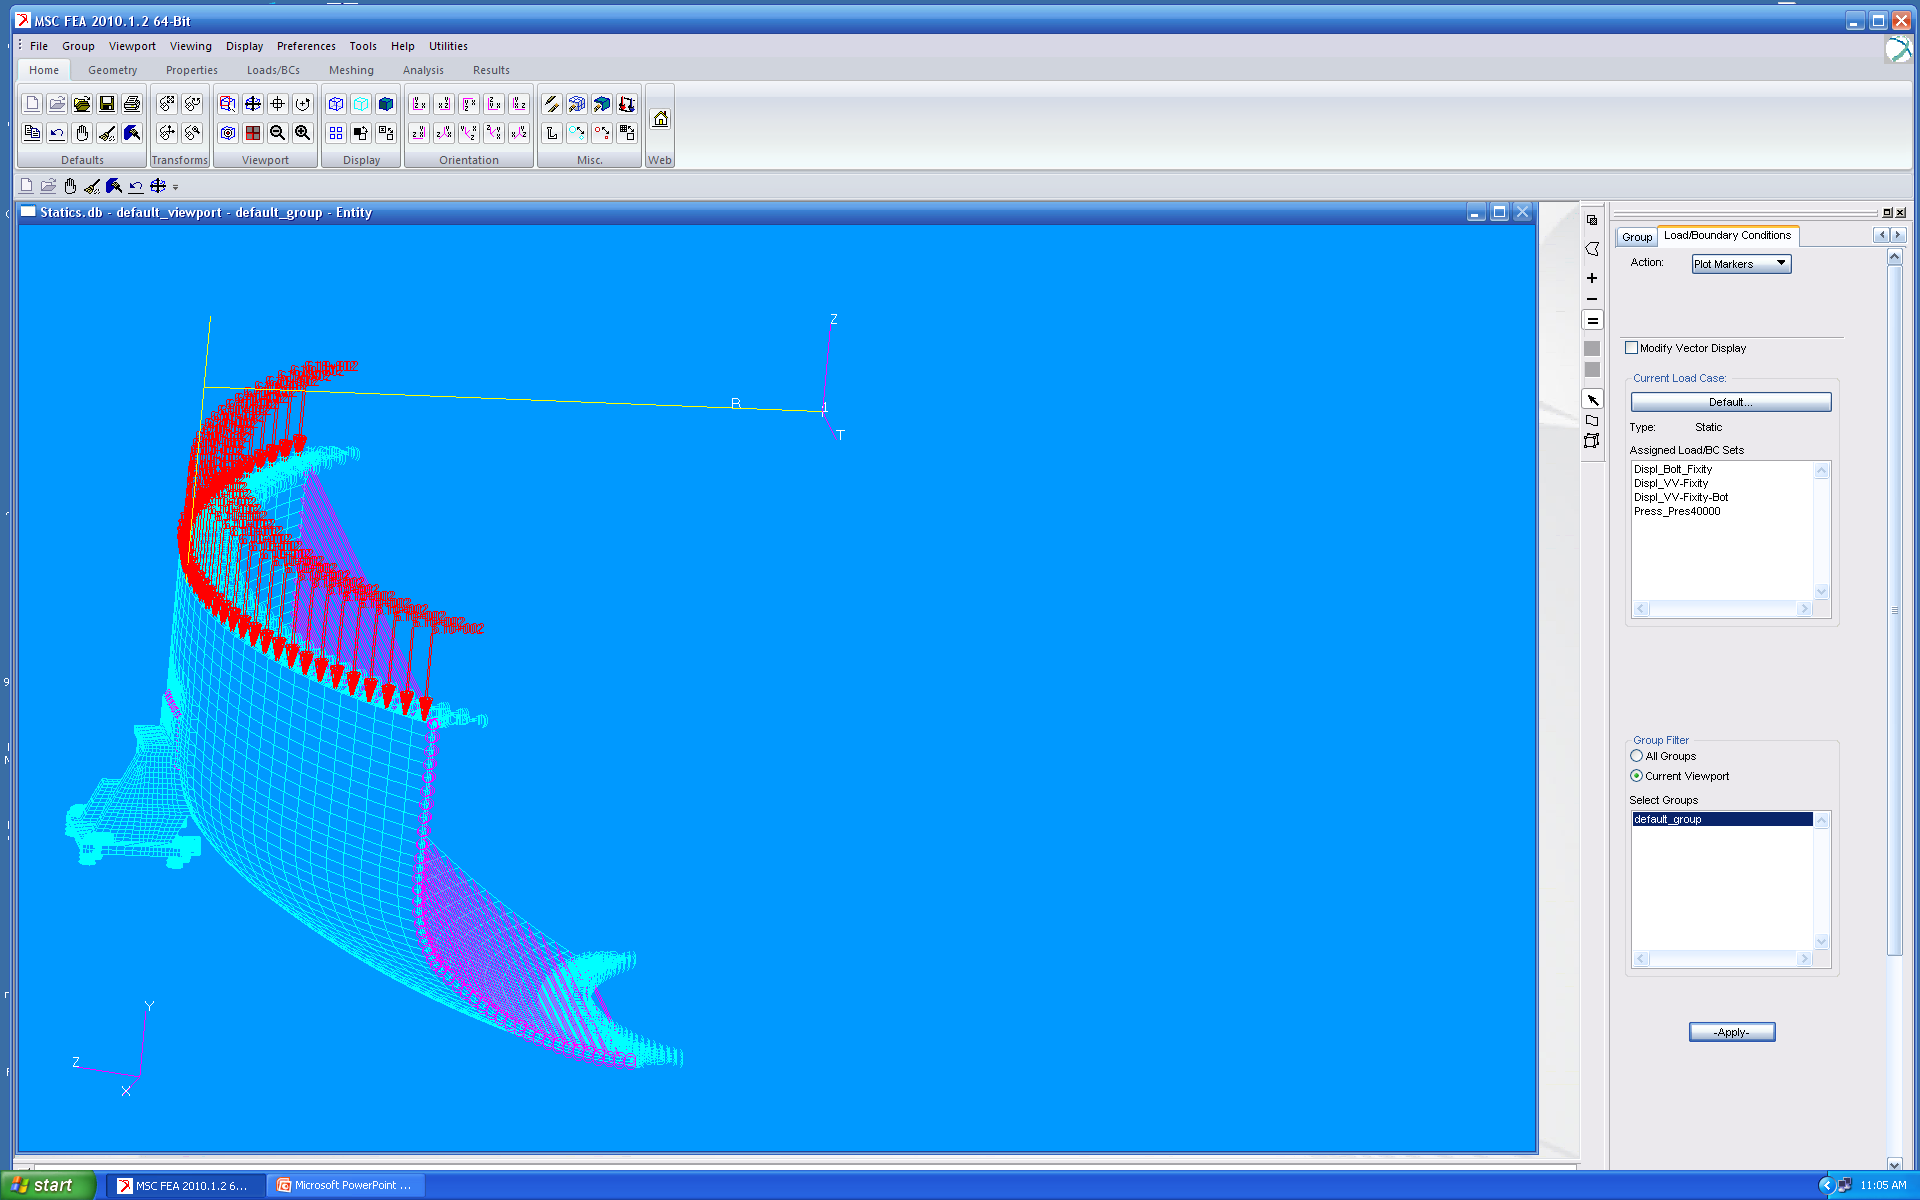 MSC FEA 2010.1.2 64-Bit
File Group Viewport Viewing Display Preferences Tools Help Utilities
Home Geometry Properties Loads/BCs Meshing Analysis Results
Defaults Transforms Viewport Display Orientation Misc. Web
Statics.db - default_viewport - default_group - Entity
Group Load/Boundary Conditions
Action: Plot Markers
Modify Vector Display
Current Load Case:
Default...
Type: Static
Assigned Load/BC Sets
Displ_Bolt_Fixity
Displ_VV-Fixity
Displ_VV-Fixity-Bot
Press_Pres40000
Group Filter
All Groups
Current Viewport
Select Groups
default_group
-Apply-
Z
R
T
Y
Z
X
start MSC FEA 2010.1.2 6... Microsoft PowerPoint ... 11:05 AM